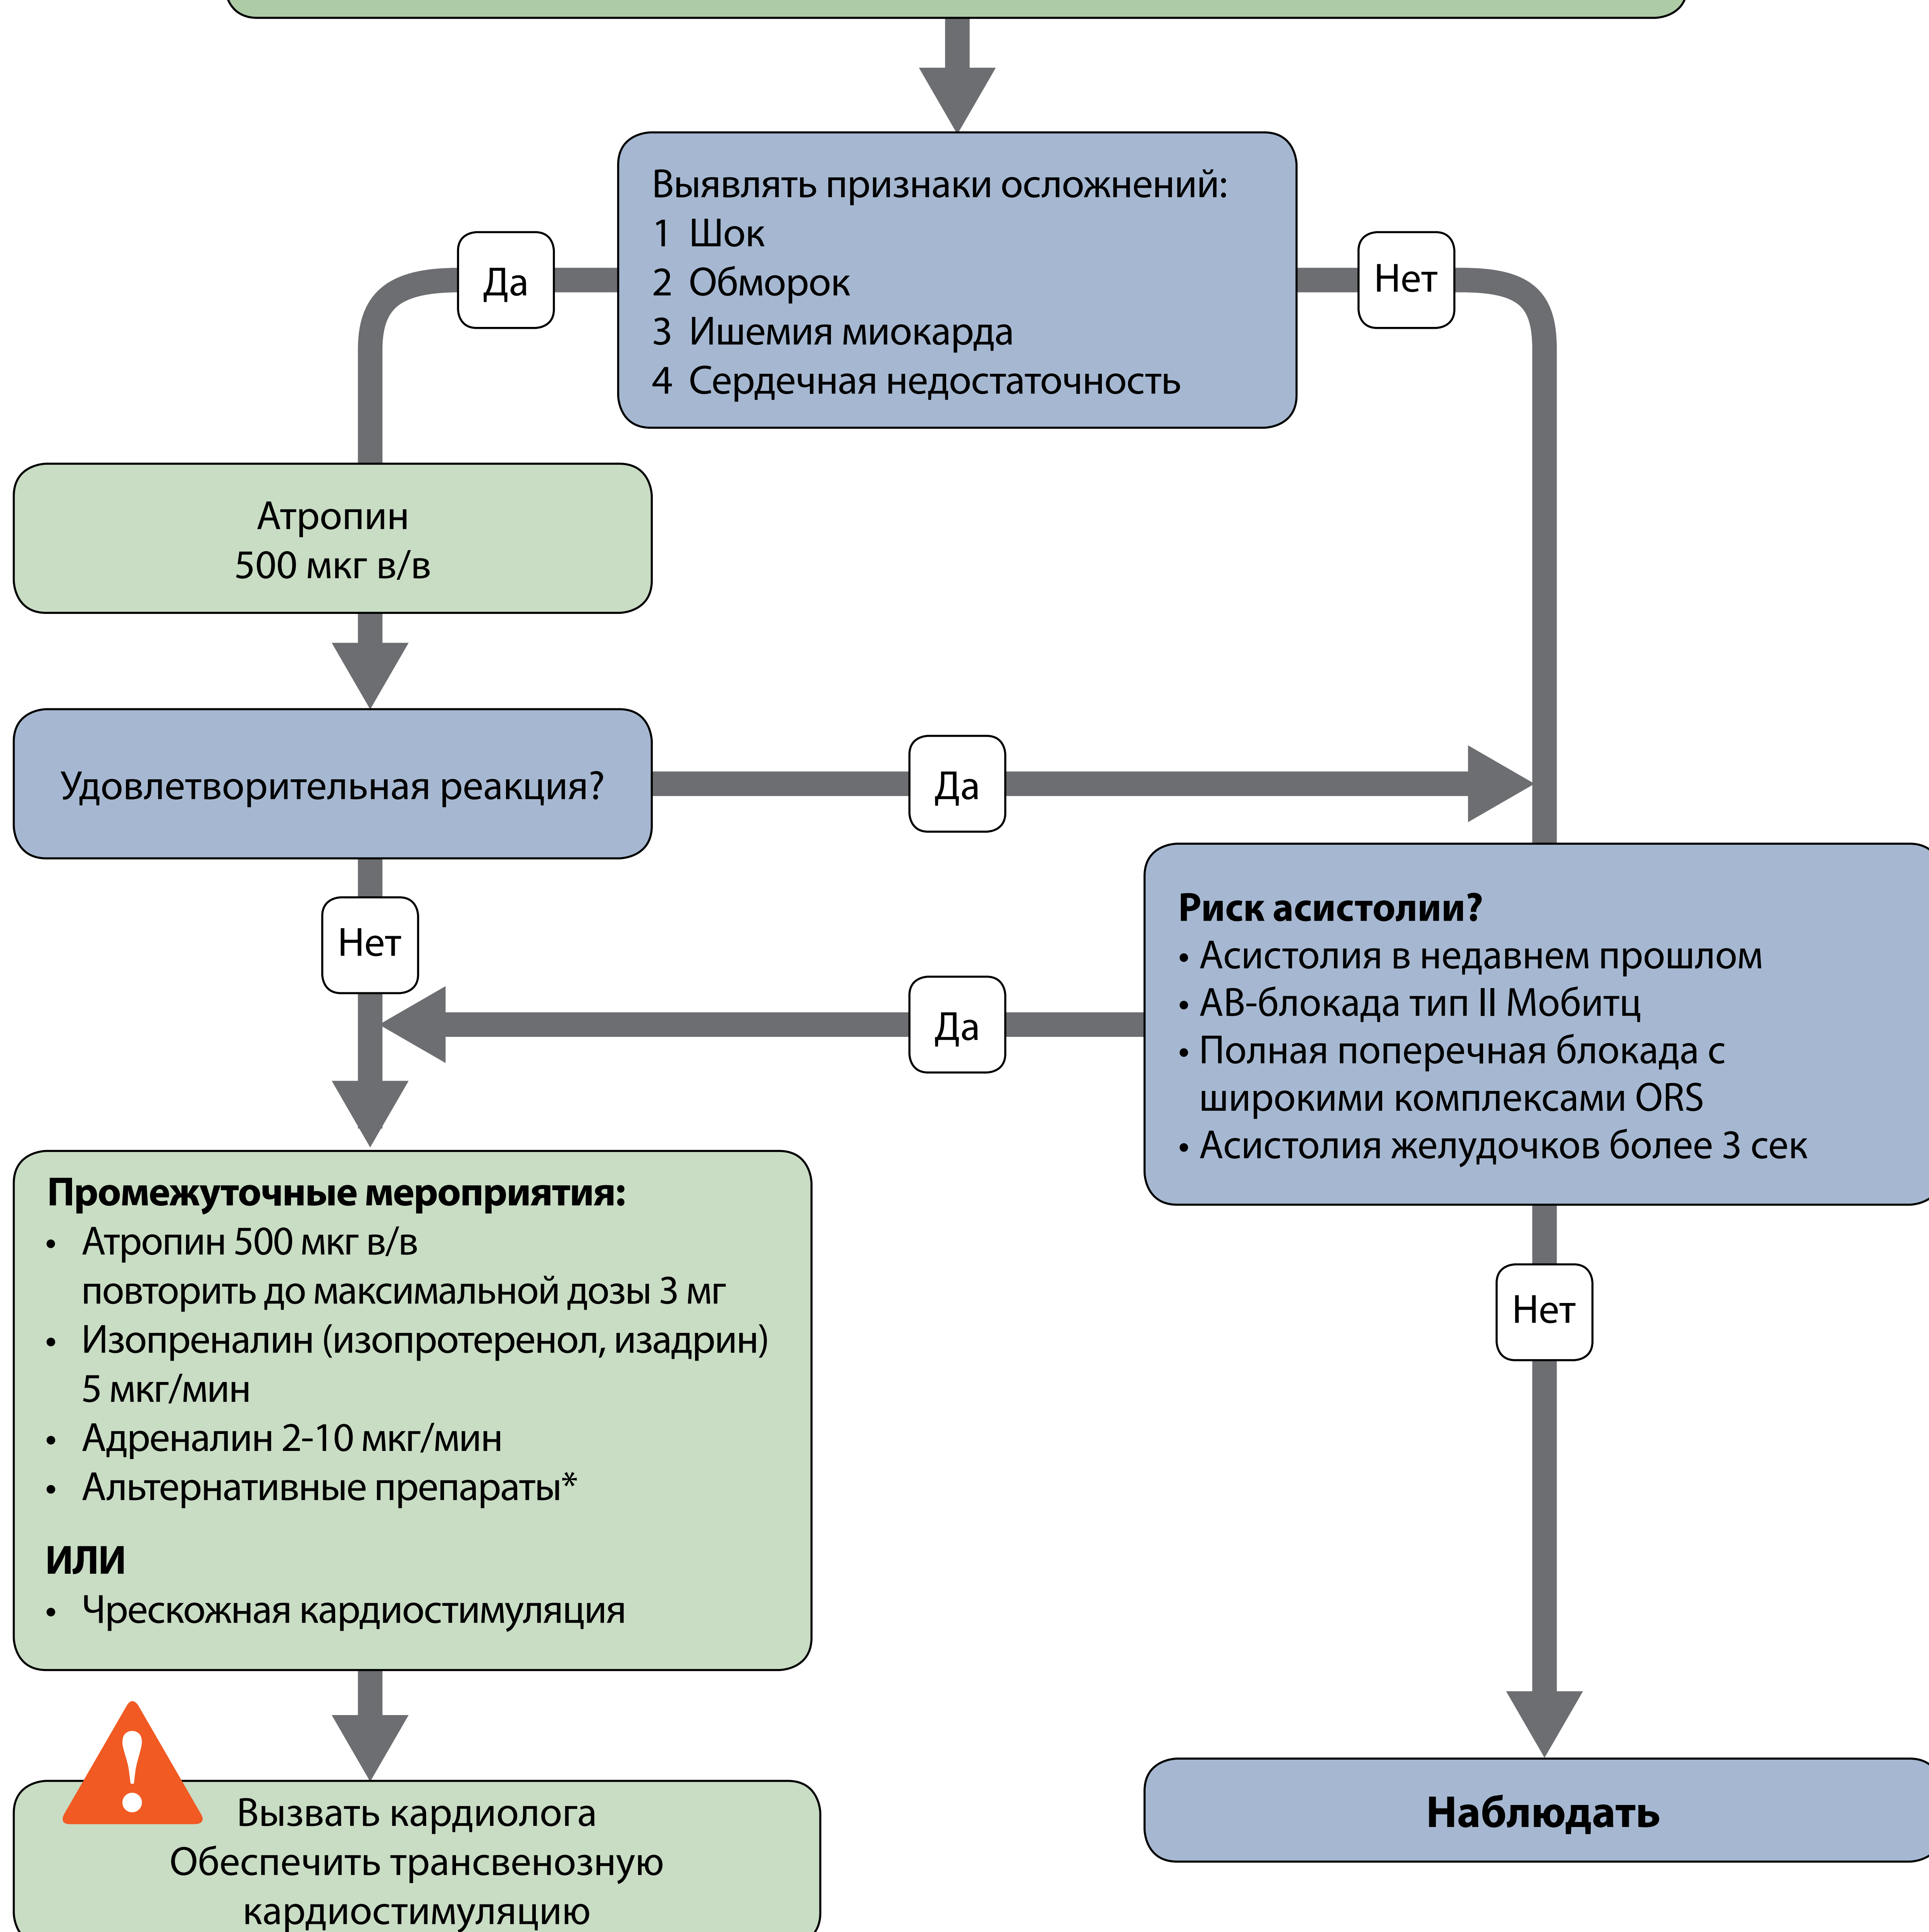 Выявлять признаки осложнений:
1 Шок
2 Обморок
3 Ишемия миокарда
4 Сердечная недостаточность
Да
Нет
Атропин
500 мкг в/в
Удовлетворительная реакция?
Да
Нет
Риск асистолии?
• Асистолия в недавнем прошлом
• АВ-блокада тип II Мобитц
• Полная поперечная блокада с
широкими комплексами ORS
• Асистолия желудочков более 3 сек
Да
Нет
Промежуточные мероприятия:
• Атропин 500 мкг в/в
повторить до максимальной дозы 3 мг
• Изопреналин (изопротеренол, изадрин)
5 мкг/мин
• Адреналин 2-10 мкг/мин
• Альтернативные препараты*
ИЛИ
• Чрескожная кардиостимуляция
!
Вызвать кардиолога
Обеспечить трансвенозную
кардиостимуляцию
Наблюдать